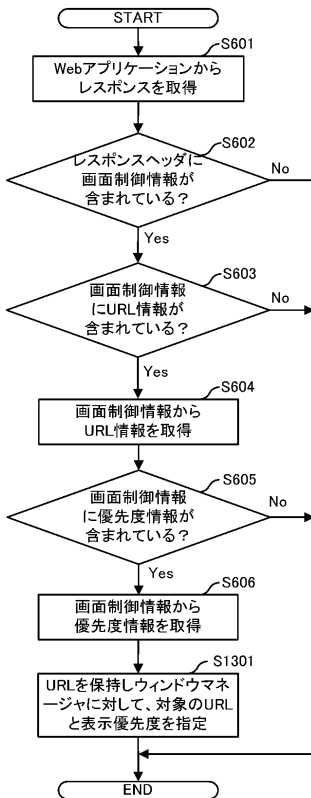 START
S601
Webアプリケーションから
レスポンスを取得
S602
レスポンスヘッダに
画面制御情報が
含まれている？
No
Yes
S603
画面制御情報
にURL情報が
含まれている？
No
Yes
S604
画面制御情報から
URL情報を取得
S605
画面制御情報
に優先度情報が
含まれている？
No
Yes
S606
画面制御情報から
優先度情報を取得
S1301
URLを保持しウィンドウマネ
ージャに対して、対象のURL
と表示優先度を指定
END